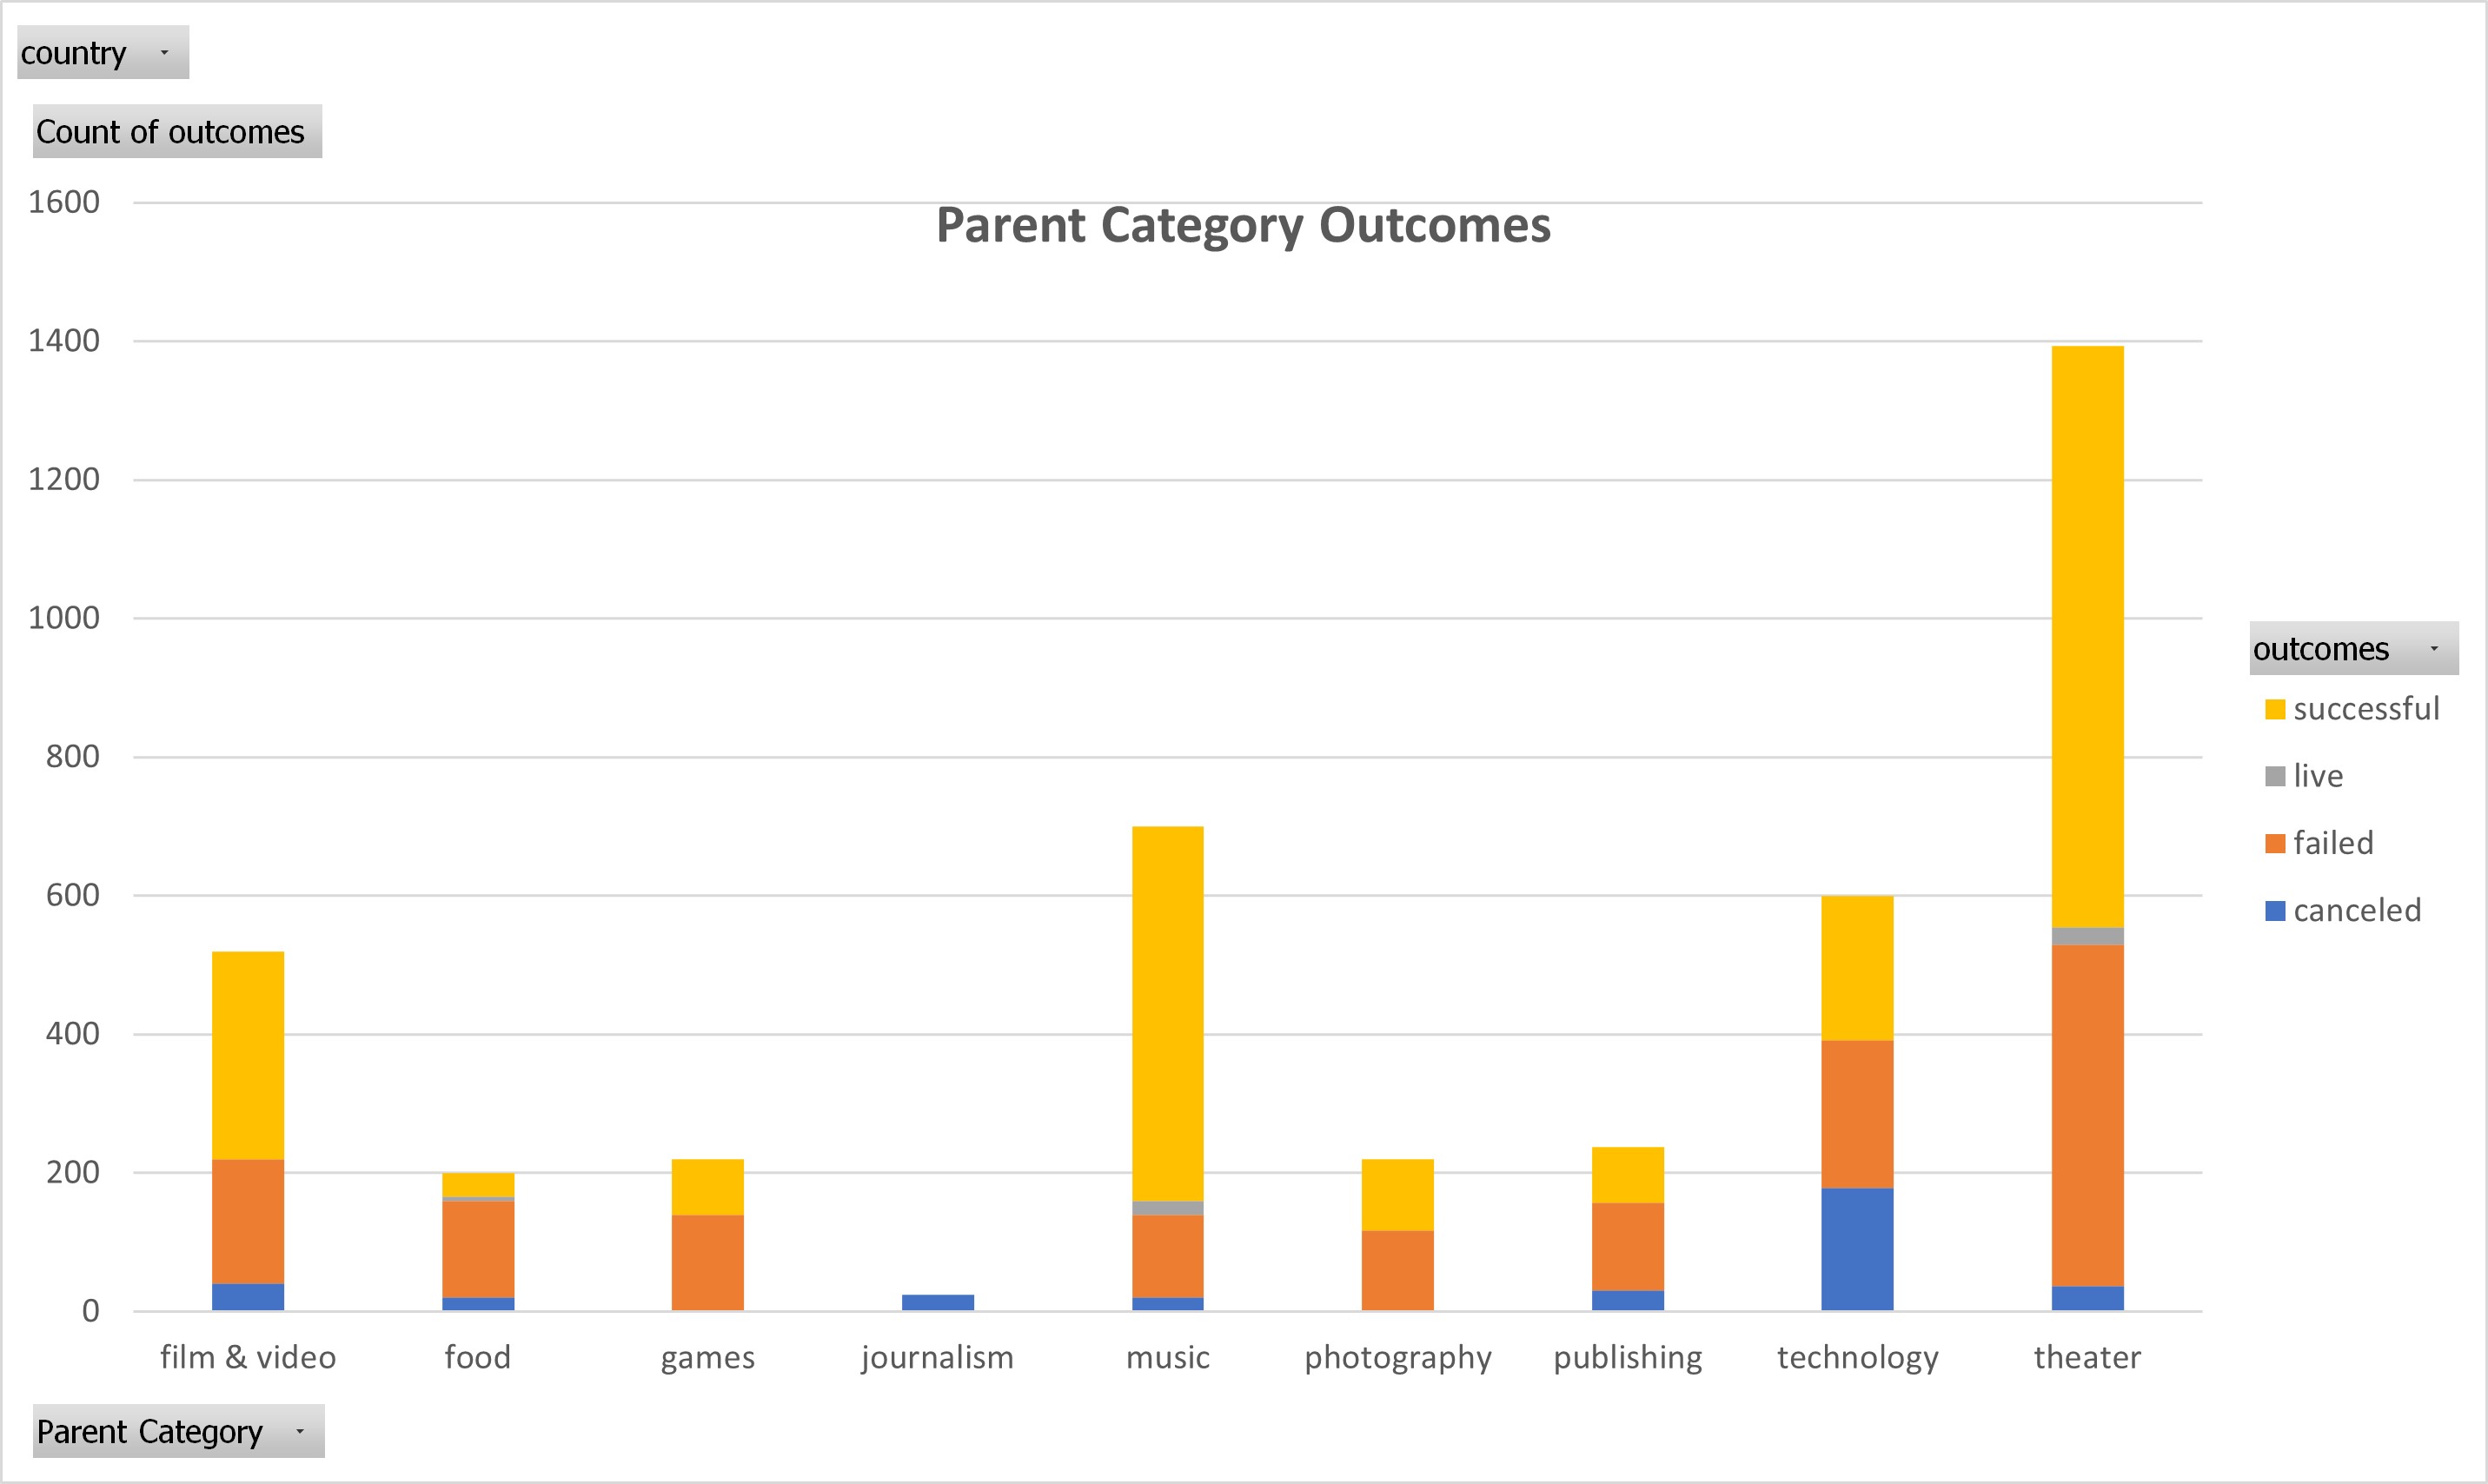 country
Count of outcomes
Parent Category Outcomes
1600
1400
1200
1000
800
600
400
200
0
film & video
food
games
journalism
music
photography
publishing
technology
theater
outcomes
successful
live
failed
canceled
Parent Category